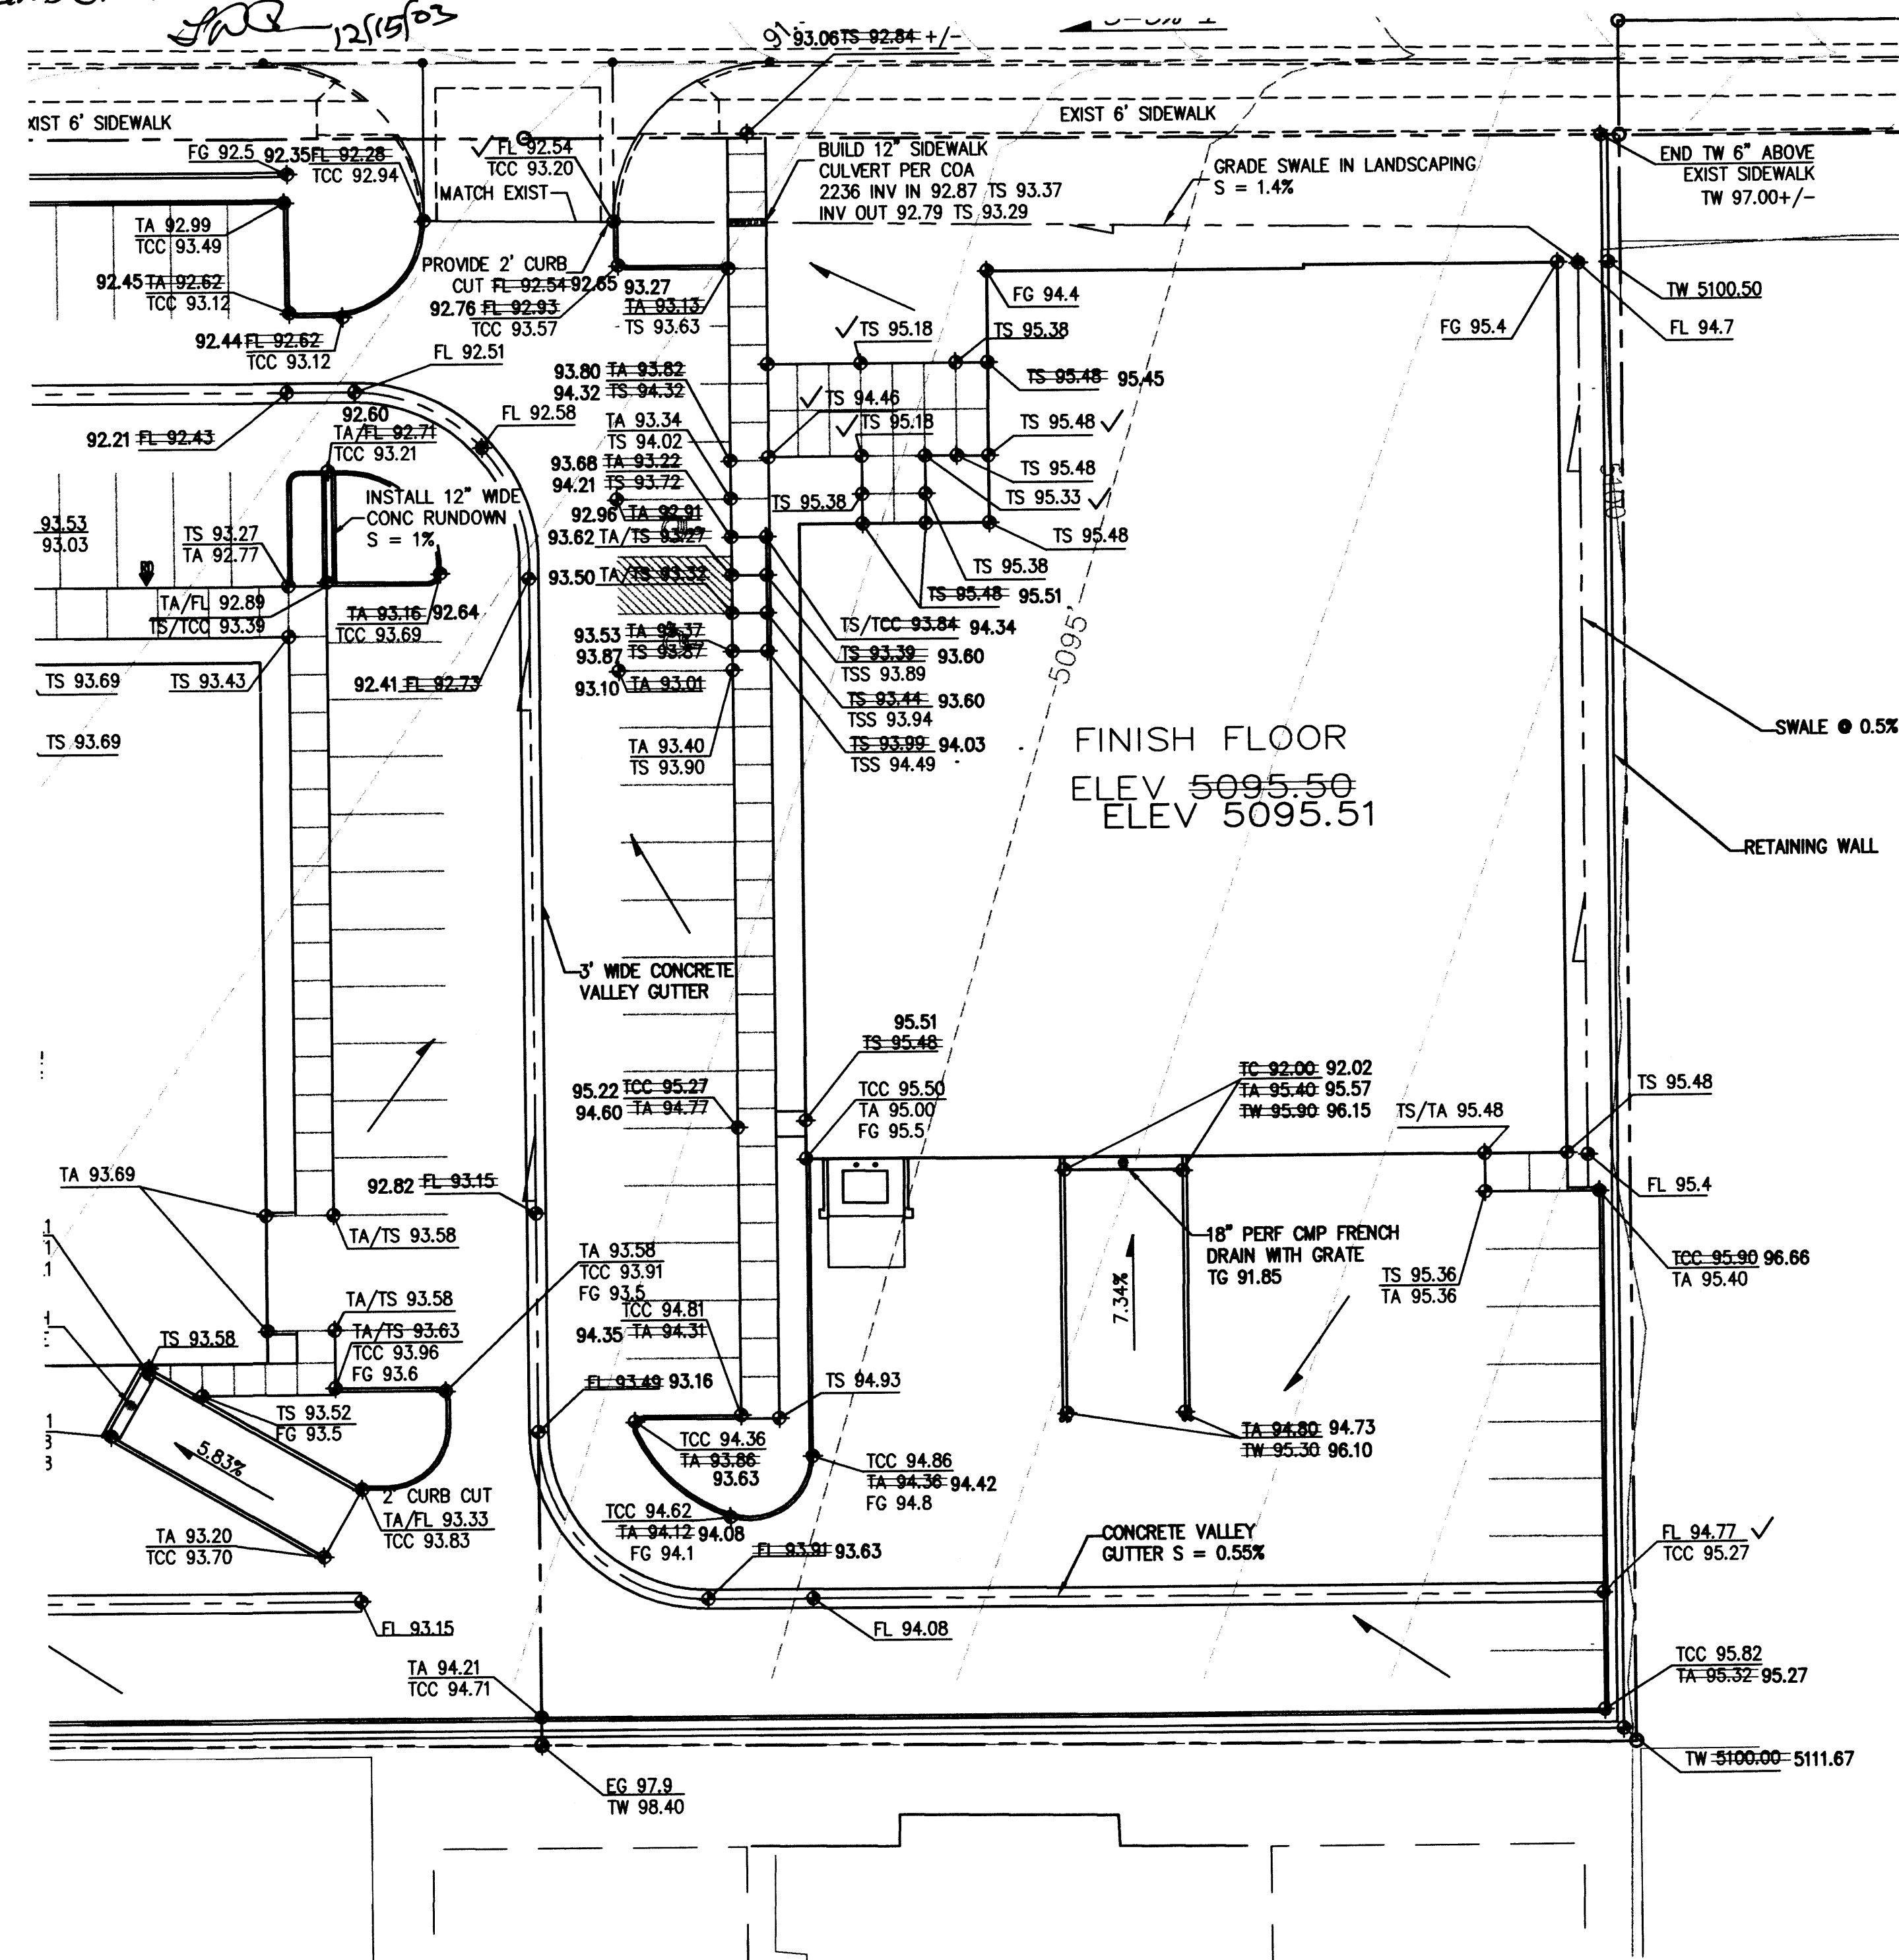 12/15/03
91
93.06 TS 92.84 +/-
XIST 6' SIDEWALK
EXIST 6' SIDEWALK
FG 92.5
92.35 FL 92.28
TCC 92.94
✓ FL 92.54
TCC 93.20
MATCH EXIST
BUILD 12" SIDEWALK
CULVERT PER COA
2236 INV IN 92.87 TS 93.37
INV OUT 92.79 TS 93.29
GRADE SWALE IN LANDSCAPING
S = 1.4%
END TW 6" ABOVE
EXIST SIDEWALK
TW 97.00+/-
TA 92.99
TCC 93.49
92.45 TA 92.62
TCC 93.12
92.44 FL 92.62
TCC 93.12
PROVIDE 2' CURB
CUT FL 92.54 92.65
92.76 FL 92.93
TCC 93.57
93.27
TA 93.13
TS 93.63
FG 94.4
TW 5100.50
FG 95.4
FL 94.7
FL 92.51
✓ TS 95.18
TS 95.38
TS 95.48 95.45
93.80 TA 93.82
94.32 TS 94.32
✓ TS 94.46
✓ TS 95.18
TS 95.48 ✓
92.60
92.21 FL 92.43
TA/FL 92.71
TCC 93.21
FL 92.58
TA 93.34
TS 94.02
TS 95.48
93.68 TA 93.22
94.21 TS 93.72
TS 95.38
TS 95.33 ✓
INSTALL 12" WIDE
CONC RUNDOWN
S = 1%
92.96 TA 92.91
93.62 TA/TS 93.27
TS 95.48
5100
93.53
93.03
TS 93.27
TA 92.77
93.50 TA/TS 93.32
TS 95.38
TS 95.48 95.51
TA/FL 92.89
TS/TCC 93.39
TA 93.16 92.64
TCC 93.69
93.53 TA 93.37
93.87 TS 93.87
TS/TCC 93.84 94.34
TS 93.39 93.60
TSS 93.89
TS 93.69
TS 93.43
92.41 FL 92.73
93.10 TA 93.01
TS 93.44 93.60
TSS 93.94
5095'
TS 93.69
TA 93.40
TS 93.90
TS 93.99 94.03
TSS 94.49
SWALE @ 0.5%
FINISH FLOOR
ELEV 5095.50
ELEV 5095.51
RETAINING WALL
3' WIDE CONCRETE
VALLEY GUTTER
95.51
TS 95.48
95.22 TCC 95.27
94.60 TA 94.77
TCC 95.50
TA 95.00
FG 95.5
TC 92.00 92.02
TA 95.40 95.57
TW 95.90 96.15
TS/TA 95.48
TS 95.48
TA 93.69
92.82 FL 93.15
FL 95.4
TA/TS 93.58
18" PERF CMP FRENCH
DRAIN WITH GRATE
TG 91.85
TA 93.58
TCC 93.91
FG 93.5
TCC 95.90 96.66
TA 95.40
TS 95.36
TA 95.36
7.34%
TA/TS 93.58
TA/TS 93.63
TCC 93.96
FG 93.6
TS 93.58
TCC 94.81
94.35 TA 94.31
FL 93.49 93.16
TS 94.93
TS 93.52
FG 93.5
5.83%
TCC 94.36
TA 93.86
93.63
TA 94.80 94.73
TW 95.30 96.10
TCC 94.86
TA 94.36 94.42
FG 94.8
2' CURB CUT
TA/FL 93.33
TCC 93.83
TCC 94.62
TA 94.12 94.08
FG 94.1
TA 93.20
TCC 93.70
FL 93.91 93.63
CONCRETE VALLEY
GUTTER S = 0.55%
FL 94.77 ✓
TCC 95.27
FL 93.15
FL 94.08
TA 94.21
TCC 94.71
TCC 95.82
TA 95.32 95.27
TW 5100.00 5111.67
EG 97.9
TW 98.40